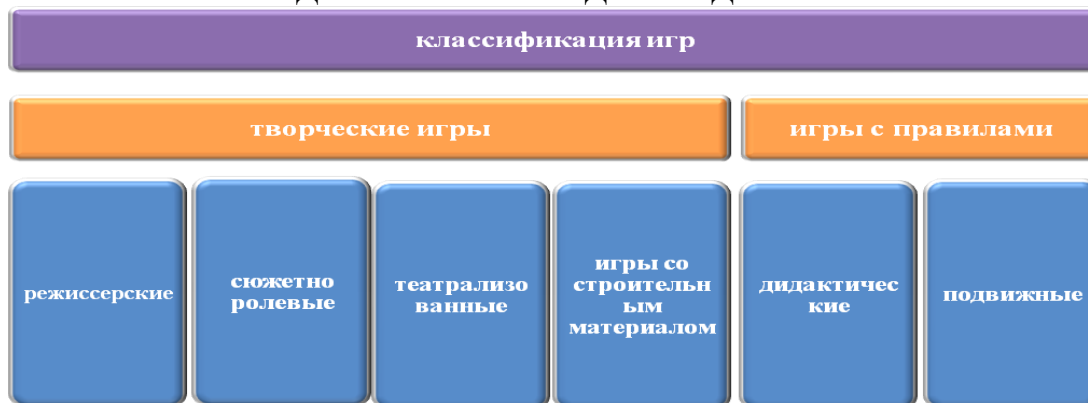 классификация игр
творческие игры
игры с правилами
режиссерские
сюжетно
ролевые
театрализо
ванные
игры со
строительн
ым
материалом
дидактичес
кие
подвижные